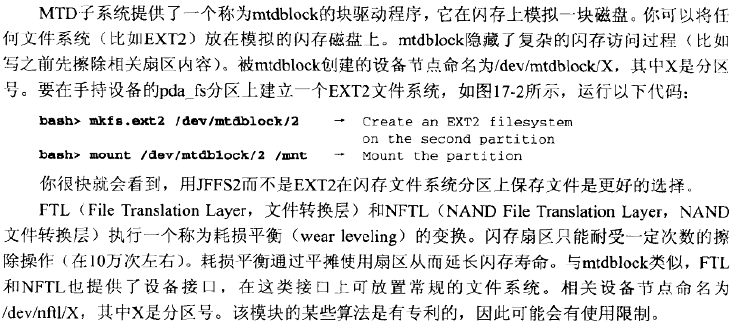 MTD子系统提供了一个称为mtdblock的块驱动程序，它在闪存上模拟一块磁盘。你可以将任
何文件系统（比如EXT2）放在模拟的闪存磁盘上。mtdblock隐藏了复杂的闪存访问过程（比如
写之前先擦除相关扇区内容）。被mtdblock创建的设备节点命名为/dev/mtdblock/X，其中X是分区
号。要在手持设备的pda_fs分区上建立一个EXT2文件系统，如图17-2所示，运行以下代码：
bash> mkfs.ext2 /dev/mtdblock/2 → Create an EXT2 filesystem
on the second partition
bash> mount /dev/mtdblock/2 /mnt → Mount the partition
你很快就会看到，用JFFS2而不是EXT2在闪存文件系统分区上保存文件是更好的选择。
FTL（File Translation Layer，文件转换层）和NFTL（NAND File Translation Layer，NAND
文件转换层）执行一个称为耗损平衡（wear leveling）的变换。闪存扇区只能耐受一定次数的擦
除操作（在10万次左右）。耗损平衡通过平摊使用扇区从而延长闪存寿命。与mtdblock类似，FTL
和NFTL也提供了设备接口，在这类接口上可放置常规的文件系统。相关设备节点命名为
/dev/nftl/X，其中X是分区号。该模块的某些算法是有专利的，因此可能会有使用限制。